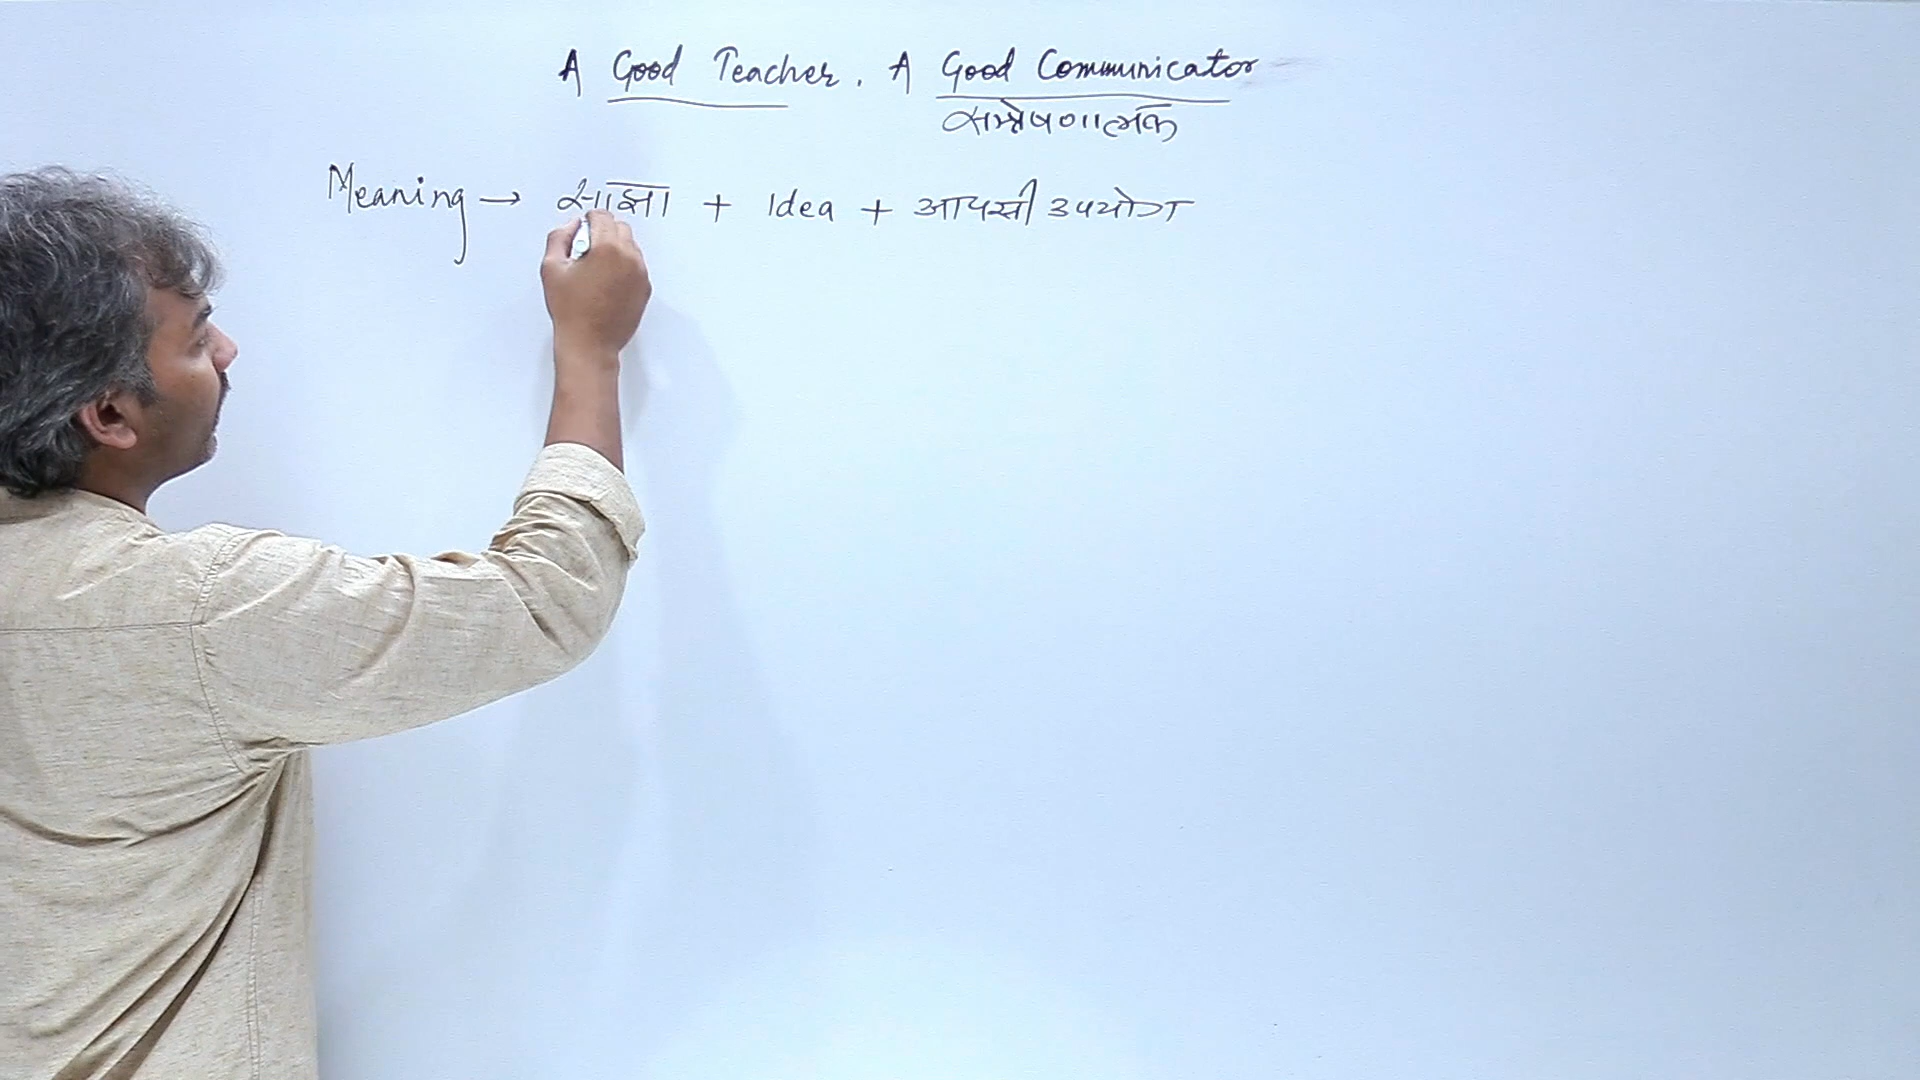 A Good Teacher. A Good Communicator
सम्प्रेषणात्मक
Meaning → साझा + Idea + आपसी उपयोग